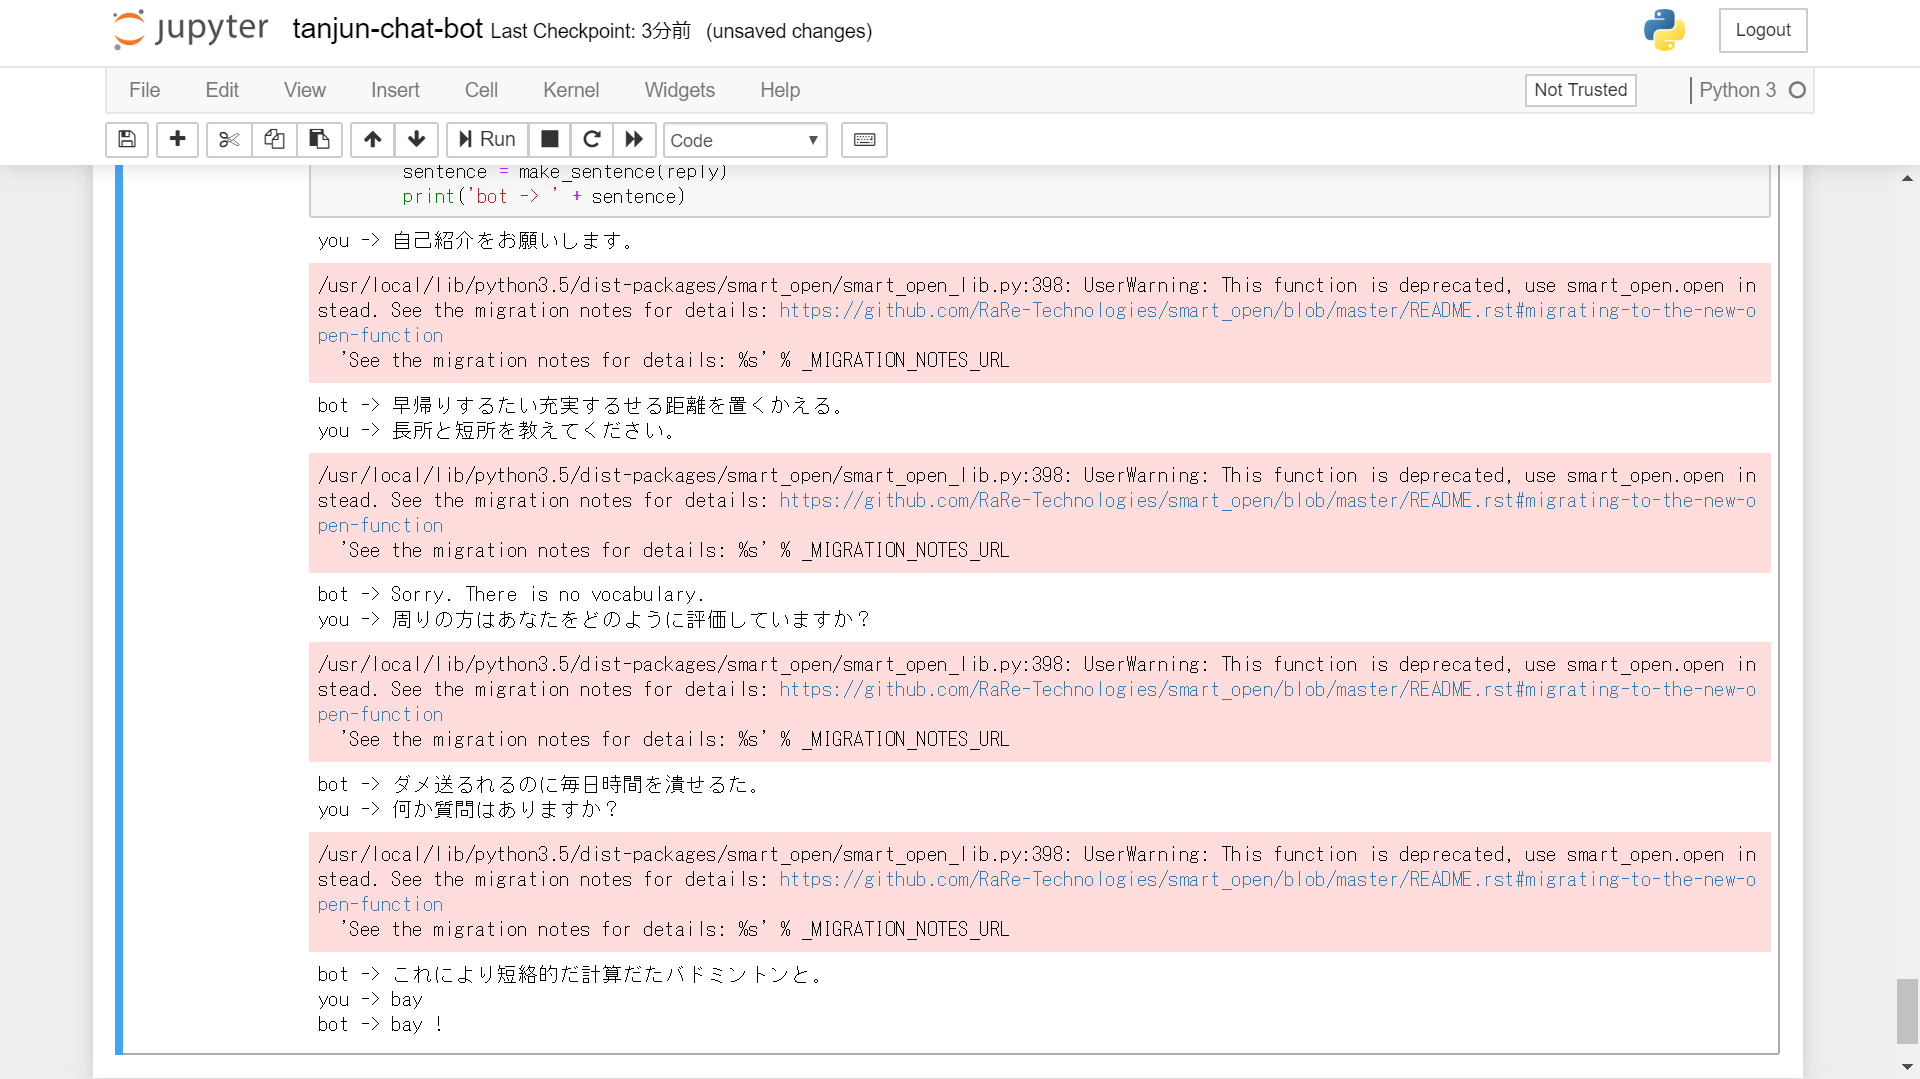 jupyter tanjun-chat-bot Last Checkpoint: 3分前 (unsaved changes) Logout
File Edit View Insert Cell Kernel Widgets Help Not Trusted Python 3
Run Code
sentence = make_sentence(reply)
print('bot -> ' + sentence)
you -> 自己紹介をお願いします。
/usr/local/lib/python3.5/dist-packages/smart_open/smart_open_lib.py:398: UserWarning: This function is deprecated, use smart_open.open in
stead. See the migration notes for details: https://github.com/RaRe-Technologies/smart_open/blob/master/README.rst#migrating-to-the-new-o
pen-function
'See the migration notes for details: %s' % _MIGRATION_NOTES_URL
bot -> 早帰りするたい充実するせる距離を置くかえる。
you -> 長所と短所を教えてください。
/usr/local/lib/python3.5/dist-packages/smart_open/smart_open_lib.py:398: UserWarning: This function is deprecated, use smart_open.open in
stead. See the migration notes for details: https://github.com/RaRe-Technologies/smart_open/blob/master/README.rst#migrating-to-the-new-o
pen-function
'See the migration notes for details: %s' % _MIGRATION_NOTES_URL
bot -> Sorry. There is no vocabulary.
you -> 周りの方はあなたをどのように評価していますか？
/usr/local/lib/python3.5/dist-packages/smart_open/smart_open_lib.py:398: UserWarning: This function is deprecated, use smart_open.open in
stead. See the migration notes for details: https://github.com/RaRe-Technologies/smart_open/blob/master/README.rst#migrating-to-the-new-o
pen-function
'See the migration notes for details: %s' % _MIGRATION_NOTES_URL
bot -> ダメ送るれるのに毎日時間を潰せるた。
you -> 何か質問はありますか？
/usr/local/lib/python3.5/dist-packages/smart_open/smart_open_lib.py:398: UserWarning: This function is deprecated, use smart_open.open in
stead. See the migration notes for details: https://github.com/RaRe-Technologies/smart_open/blob/master/README.rst#migrating-to-the-new-o
pen-function
'See the migration notes for details: %s' % _MIGRATION_NOTES_URL
bot -> これにより短絡的だ計算だたバドミントンと。
you -> bay
bot -> bay !